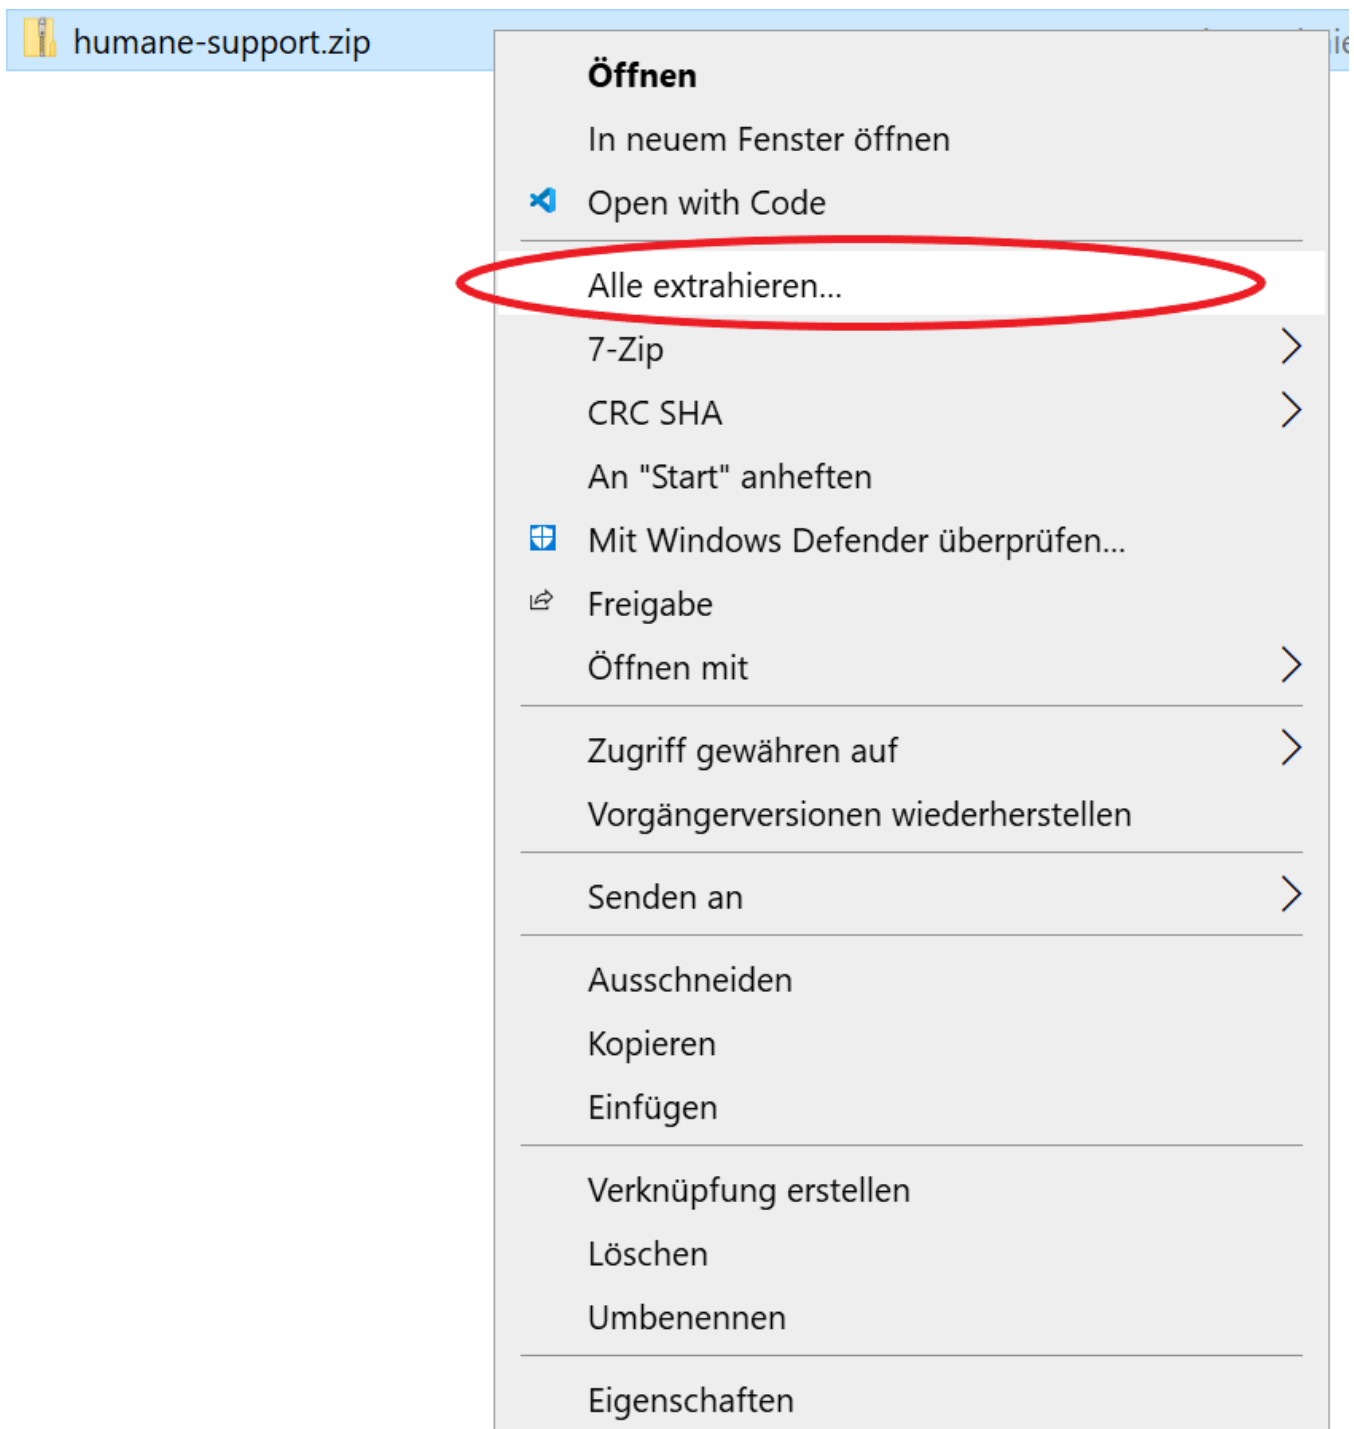 humane-support.zip
Öffnen
In neuem Fenster öffnen
Open with Code
Alle extrahieren...
7-Zip
CRC SHA
An "Start" anheften
Mit Windows Defender überprüfen...
Freigabe
Öffnen mit
Zugriff gewähren auf
Vorgängerversionen wiederherstellen
Senden an
Ausschneiden
Kopieren
Einfügen
Verknüpfung erstellen
Löschen
Umbenennen
Eigenschaften